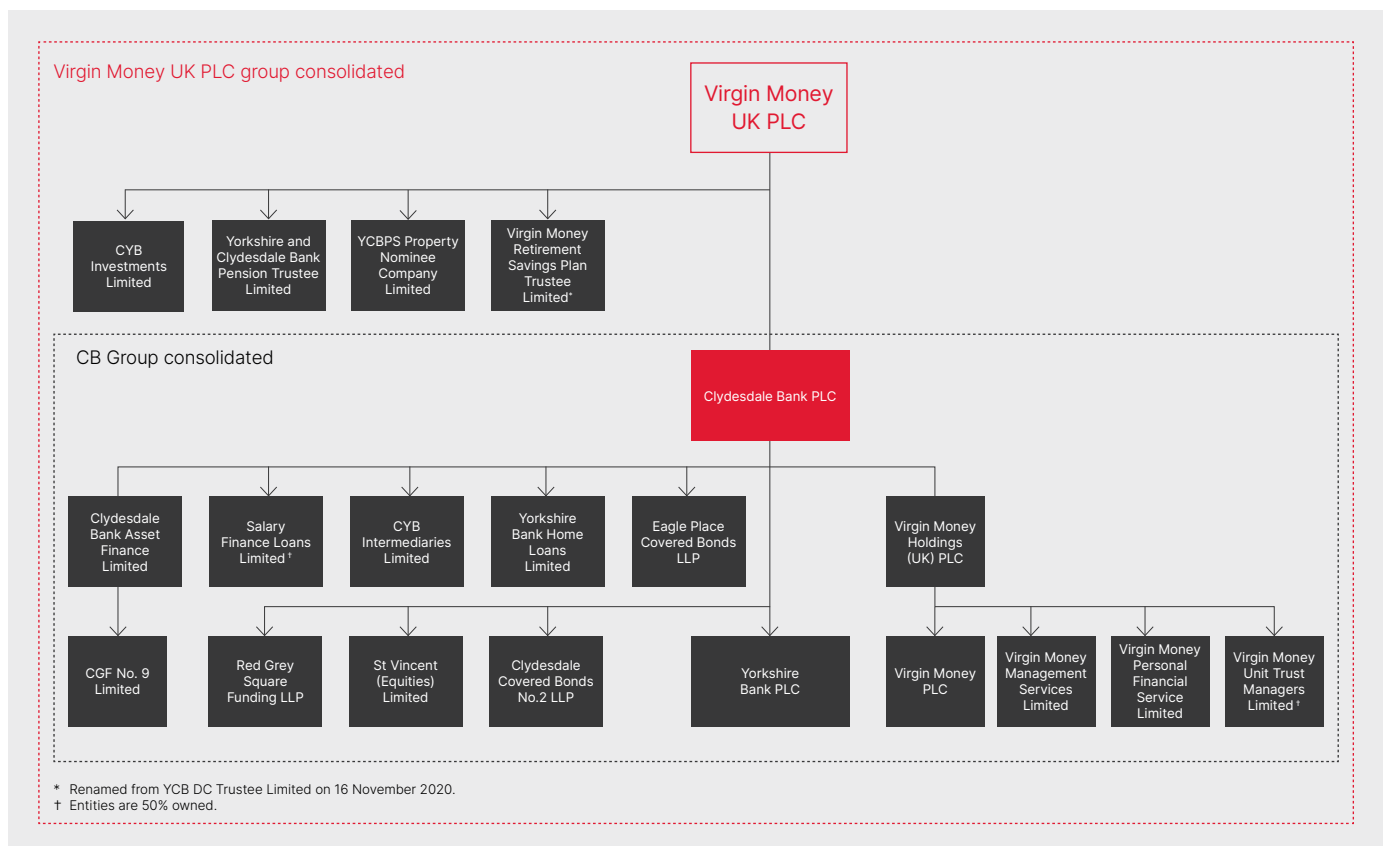 Virgin Money UK PLC group consolidated
Virgin Money
UK PLC
CYB
Investments
Limited
Yorkshire and
Clydesdale Bank
Pension Trustee
Limited
YCBPS Property
Nominee
Company
Limited
Virgin Money
Retirement
Savings Plan
Trustee
Limited*
CB Group consolidated
Clydesdale Bank PLC
Clydesdale
Bank Asset
Finance
Limited
Salary
Finance Loans
Limited †
CYB
Intermediaries
Limited
Yorkshire
Bank Home
Loans
Limited
Eagle Place
Covered Bonds
LLP
Virgin Money
Holdings
(UK) PLC
CGF No. 9
Limited
Red Grey
Square
Funding LLP
St Vincent
(Equities)
Limited
Clydesdale
Covered Bonds
No.2 LLP
Yorkshire
Bank PLC
Virgin Money
PLC
Virgin Money
Management
Services
Limited
Virgin Money
Personal
Financial
Service
Limited
Virgin Money
Unit Trust
Managers
Limited †
* Renamed from YCB DC Trustee Limited on 16 November 2020.
† Entities are 50% owned.